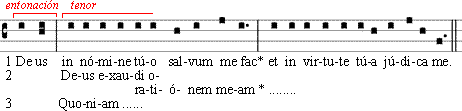 entonación tenor
1 De us in nó-mi-ne tú-o sal-vum me fac* et in vir-tu-te tú-a jú-di-ca me.
2 De-us e-xau-di o-
ra-ti- ó- nem me-am * ........
3 Quo-ni-am ......